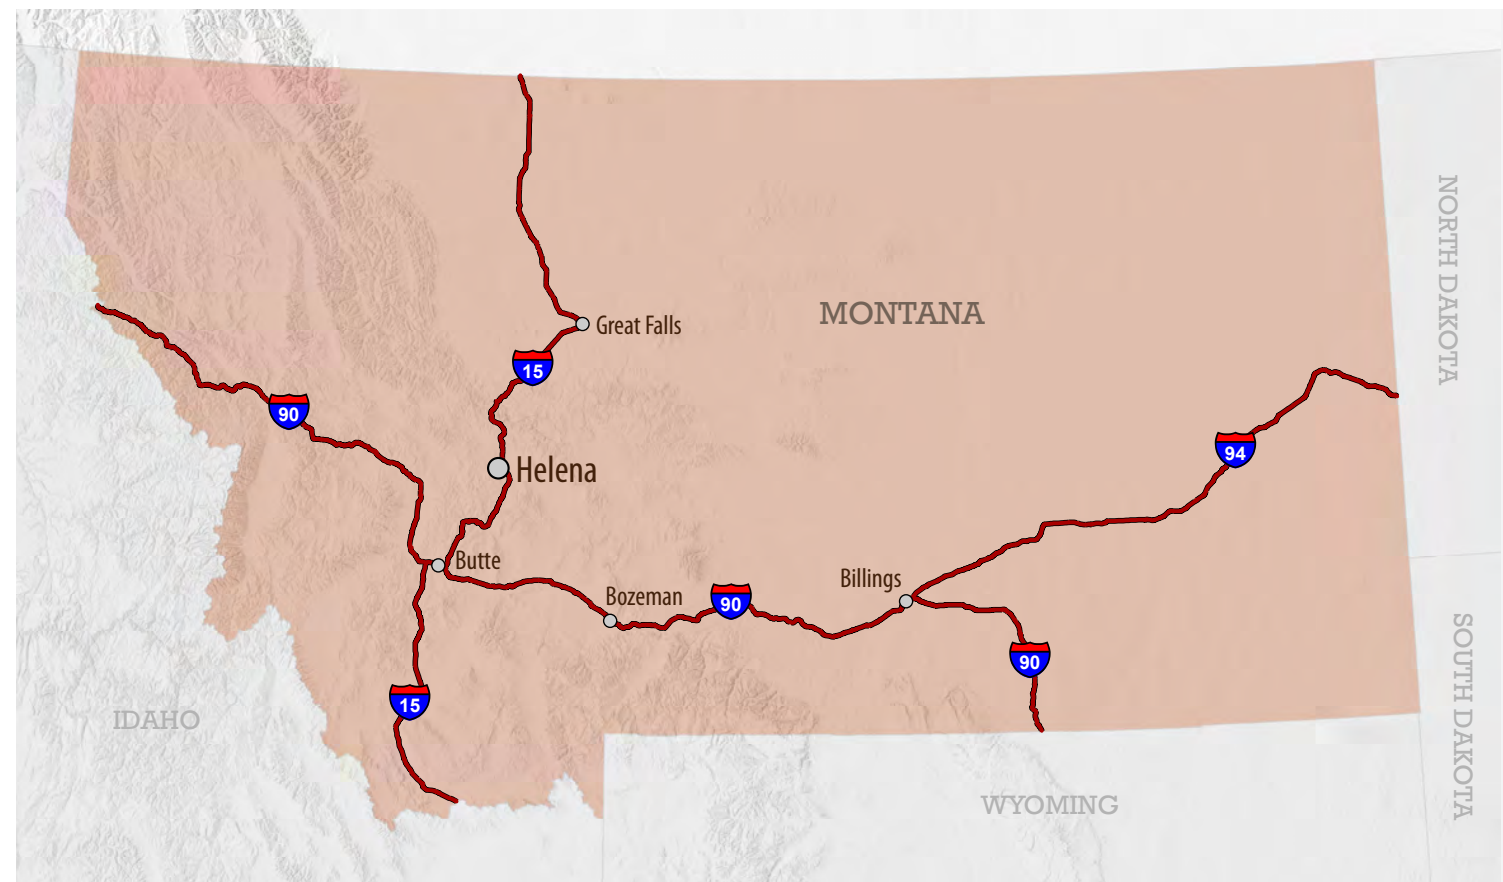 NORTH DAKOTA
MONTANA
Great Falls
15
90
94
Helena
Butte
Billings
Bozeman
90
90
15
IDAHO
SOUTH DAKOTA
WYOMING